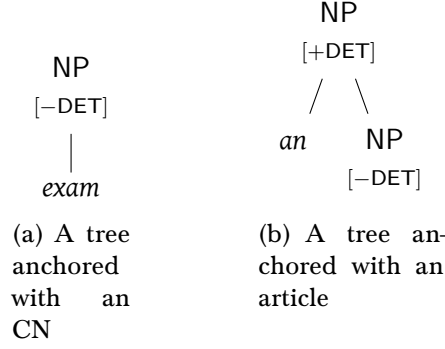 NP
[−DET]
exam
(a) A tree
anchored
with an
CN
NP
[+DET]
an NP
[−DET]
(b) A tree an-
chored with an
article